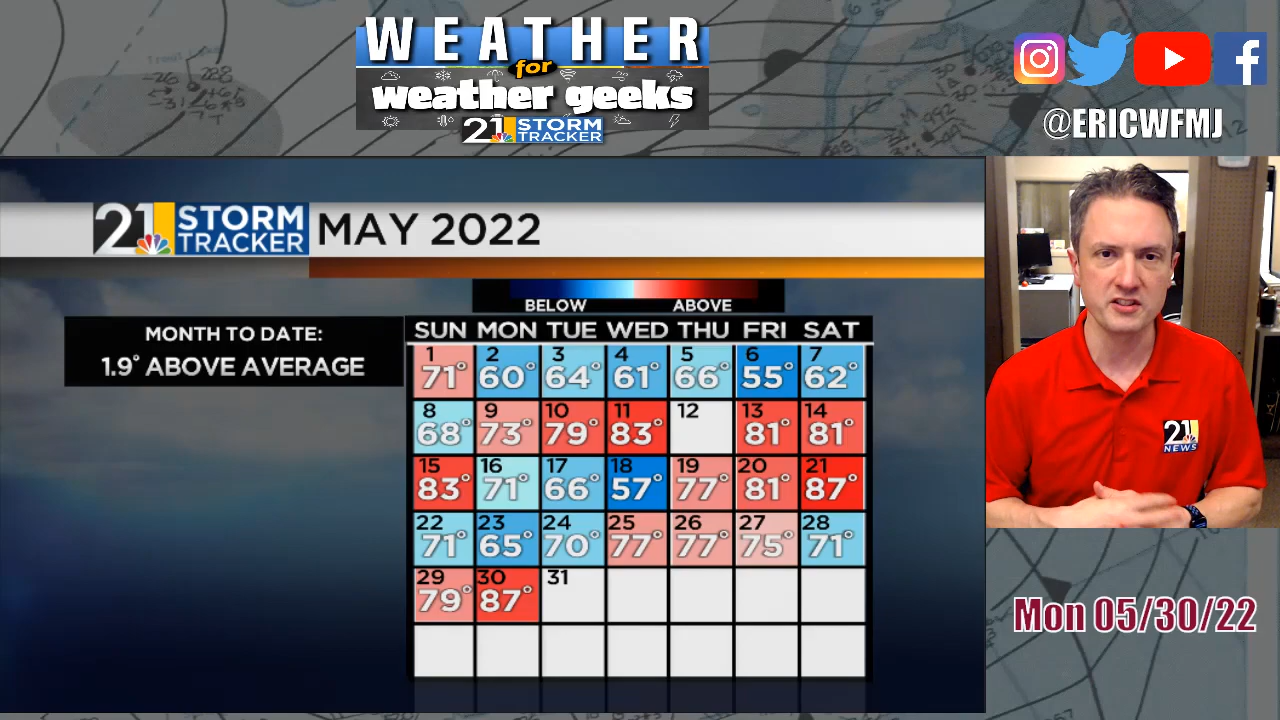 WEATHER
for
weather geeks
21 STORM TRACKER
@ERICWFMJ
21 STORM TRACKER
MAY 2022
BELOW ABOVE
MONTH TO DATE:
1.9° ABOVE AVERAGE
SUN MON TUE WED THU FRI SAT
1 2 3 4 5 6 7
71° 60° 64° 61° 66° 55° 62°
8 9 10 11 12 13 14
68° 73° 79° 83° 81° 81°
15 16 17 18 19 20 21
83° 71° 66° 57° 77° 81° 87°
22 23 24 25 26 27 28
71° 65° 70° 77° 77° 75° 71°
29 30 31
79° 87°
21
NEWS
Mon 05/30/22